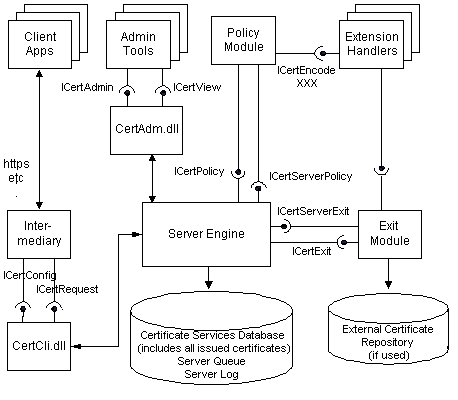 Client
Apps
Admin
Tools
Policy
Module
Extension
Handlers
ICertAdmin
ICertView
ICertEncode
XXX
CertAdm.dll
https
etc
.
ICertPolicy
ICertServerPolicy
Inter-
mediary
Server Engine
ICertServerExit
ICertExit
Exit
Module
ICertConfig
ICertRequest
CertCli.dll
Certificate Services Database
(includes all issued certificates)
Server Queue
Server Log
External Certificate
Repository
(if used)